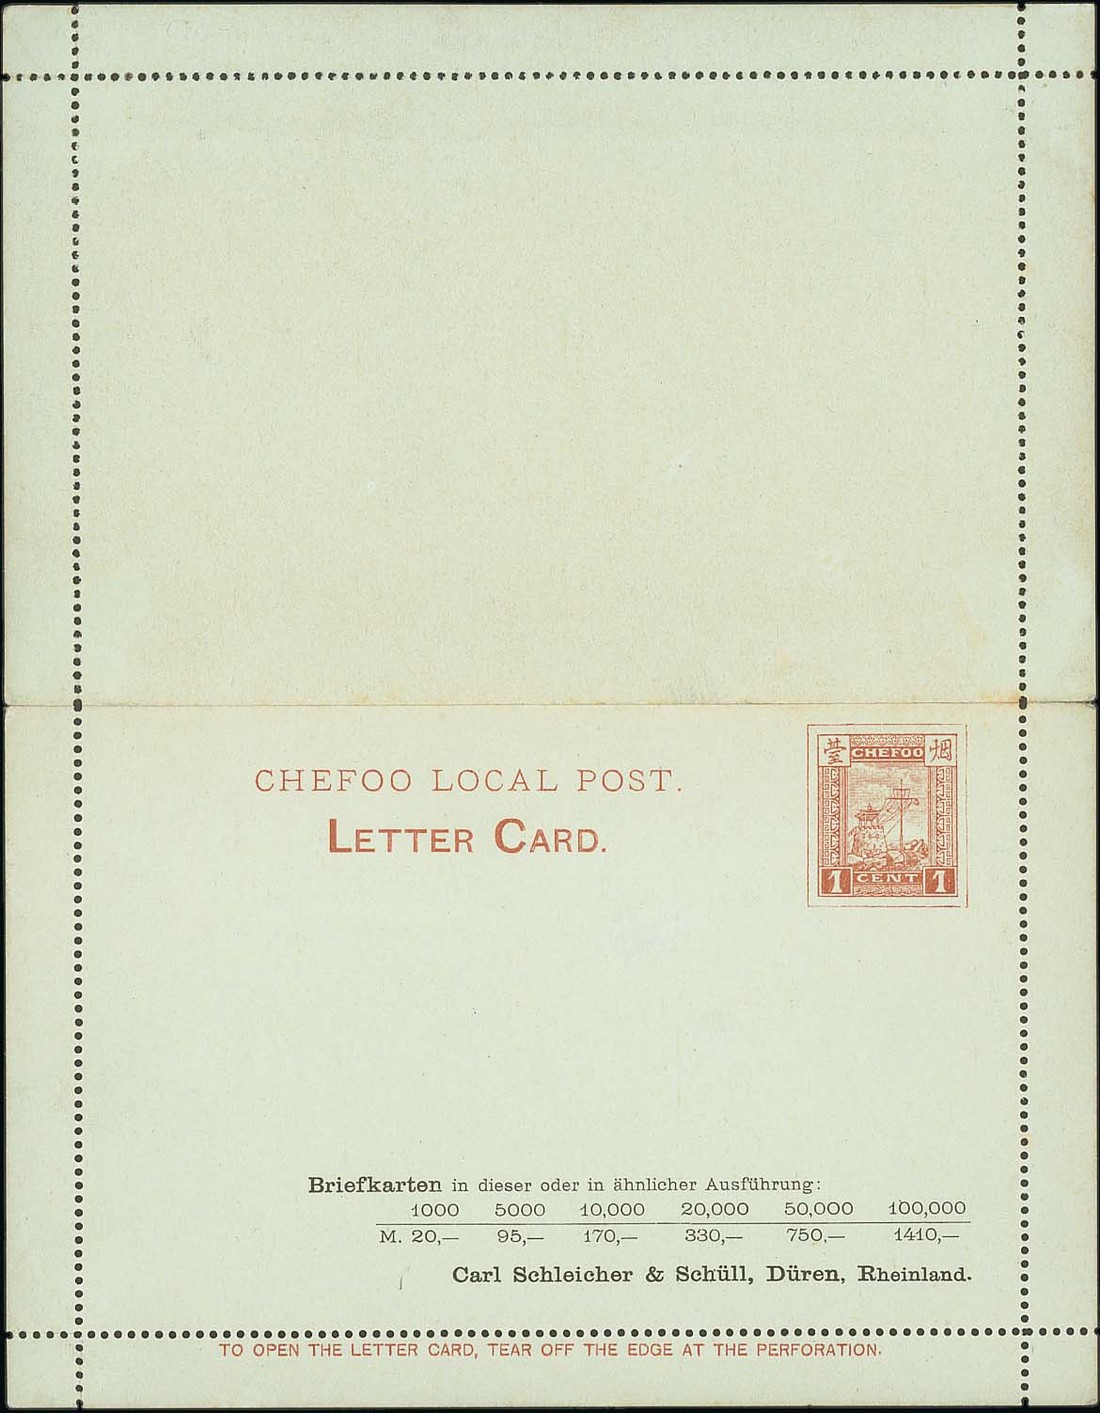 CHEFOO LOCAL POST.
LETTER CARD.
臺 CHEFOO 烟
1 CENT 1
Briefkarten in dieser oder in ähnlicher Ausführung:
1000 5000 10,000 20,000 50,000 100,000
M. 20,— 95,— 170,— 330,— 750,— 1410,—
Carl Schleicher & Schüll, Düren, Rheinland.
TO OPEN THE LETTER CARD, TEAR OFF THE EDGE AT THE PERFORATION.